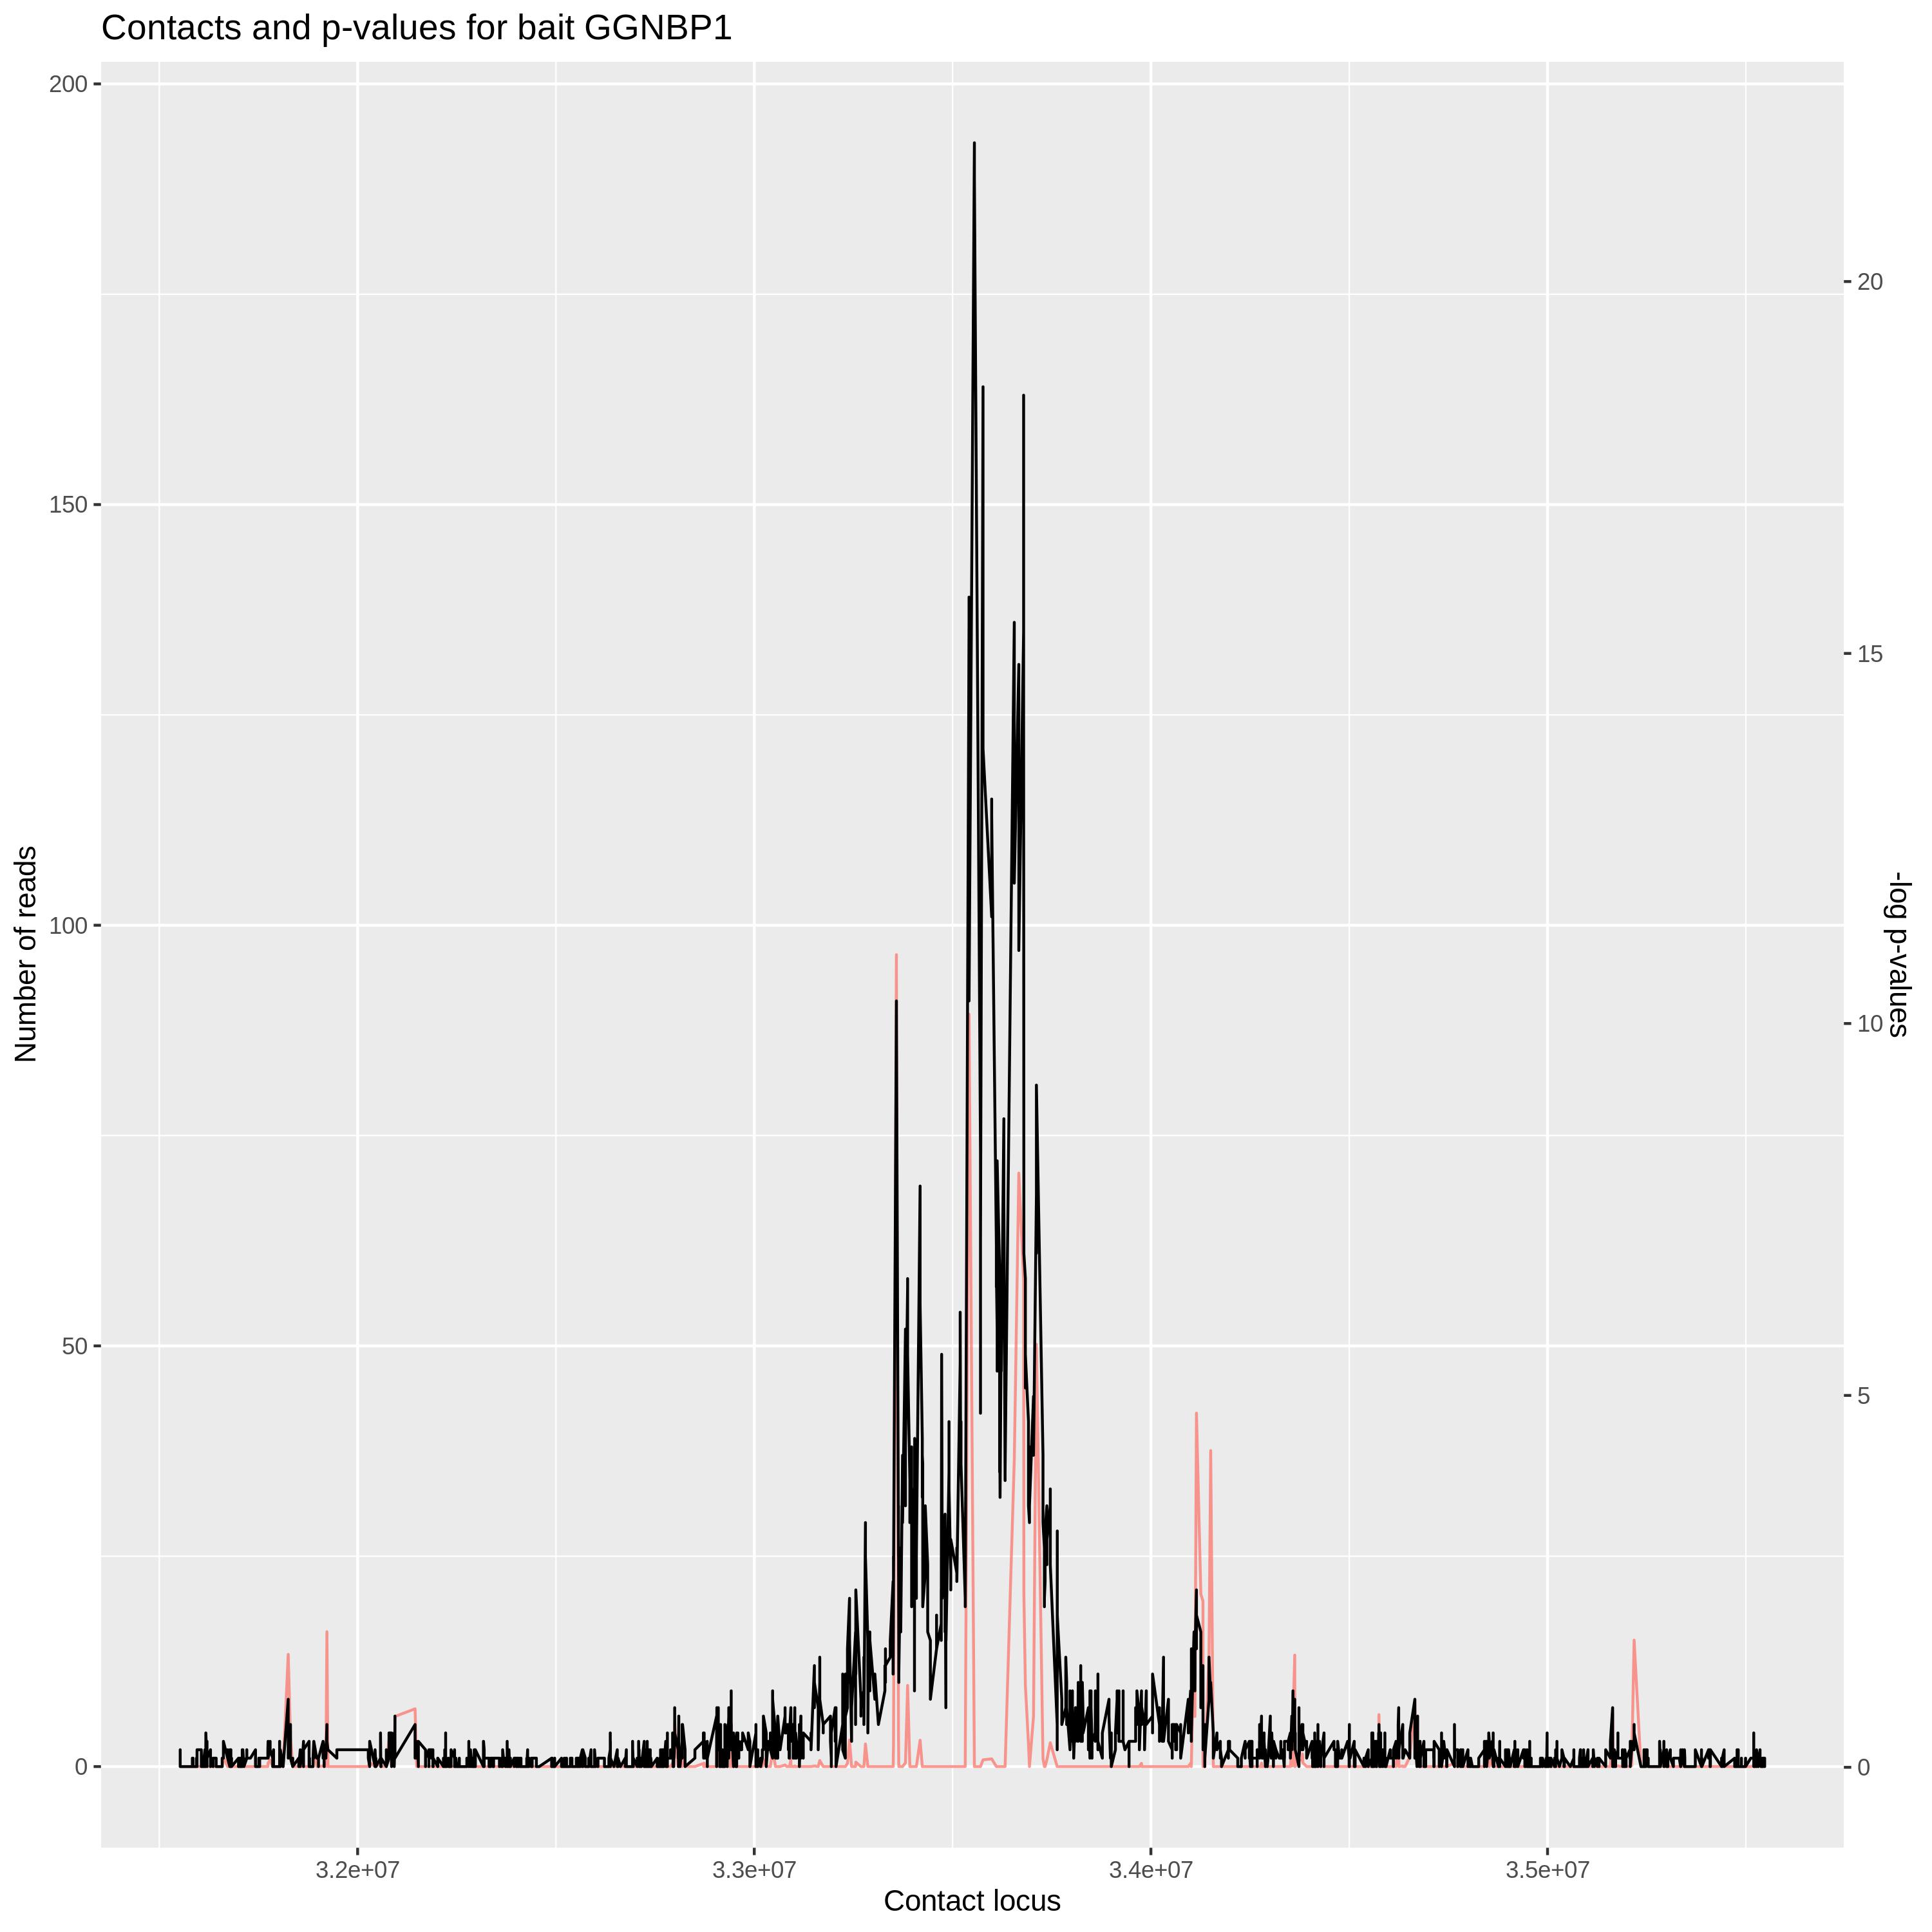 Contacts and p-values for bait GGNBP1
200
150
100
50
0
Number of reads
20
15
10
5
0
-log p-values
3.2e+07
3.3e+07
3.4e+07
3.5e+07
Contact locus